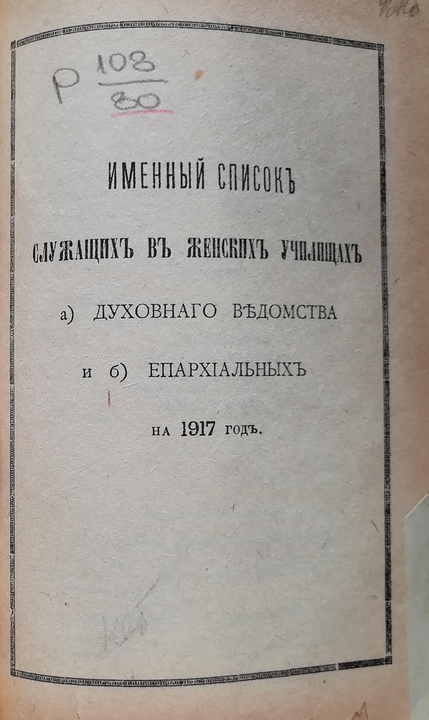 Р 108
80
ИМЕННЫЙ СПИСОКЪ
СЛУЖАЩИХЪ ВЪ ЖЕНСКИХЪ УЧИЛИЩАХЪ
а) ДУХОВНАГО ВѢДОМСТВА
и б) ЕПАРХІАЛЬНЫХЪ
НА 1917 ГОДЪ.